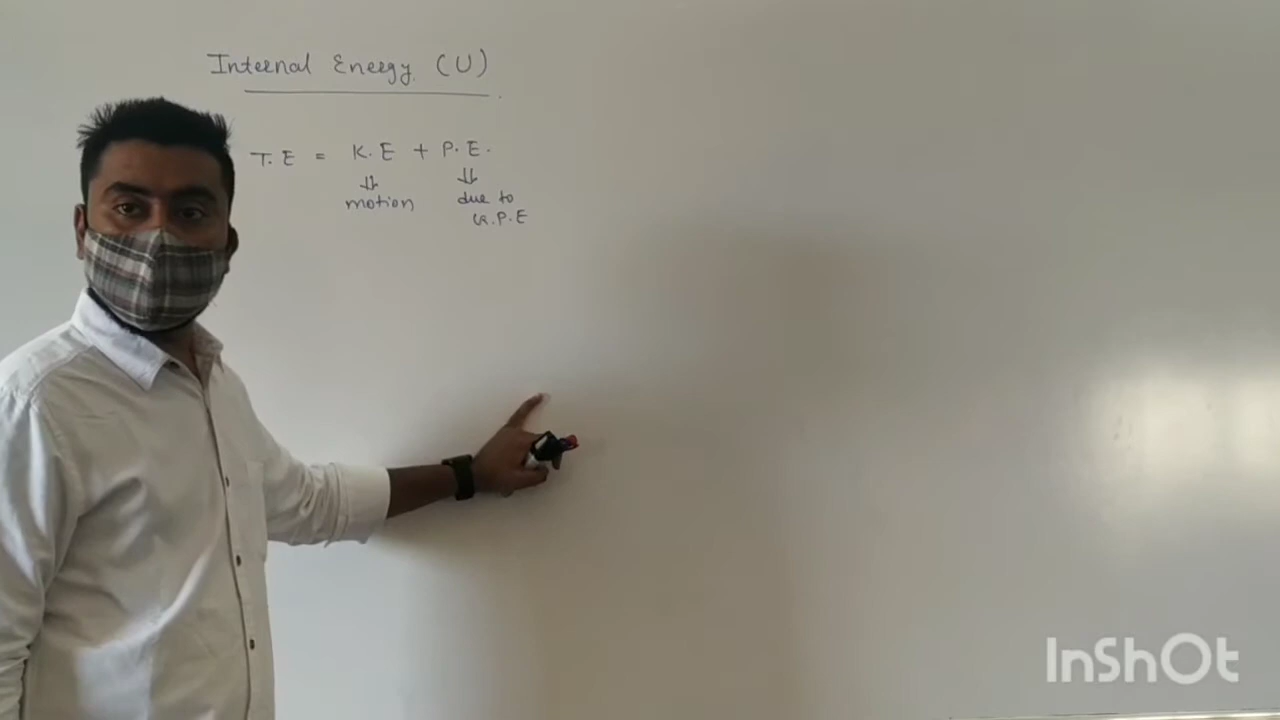 Internal Energy (U)
T.E = K.E + P.E.
⇓ ⇓
motion due to
G.P.E
InShOt